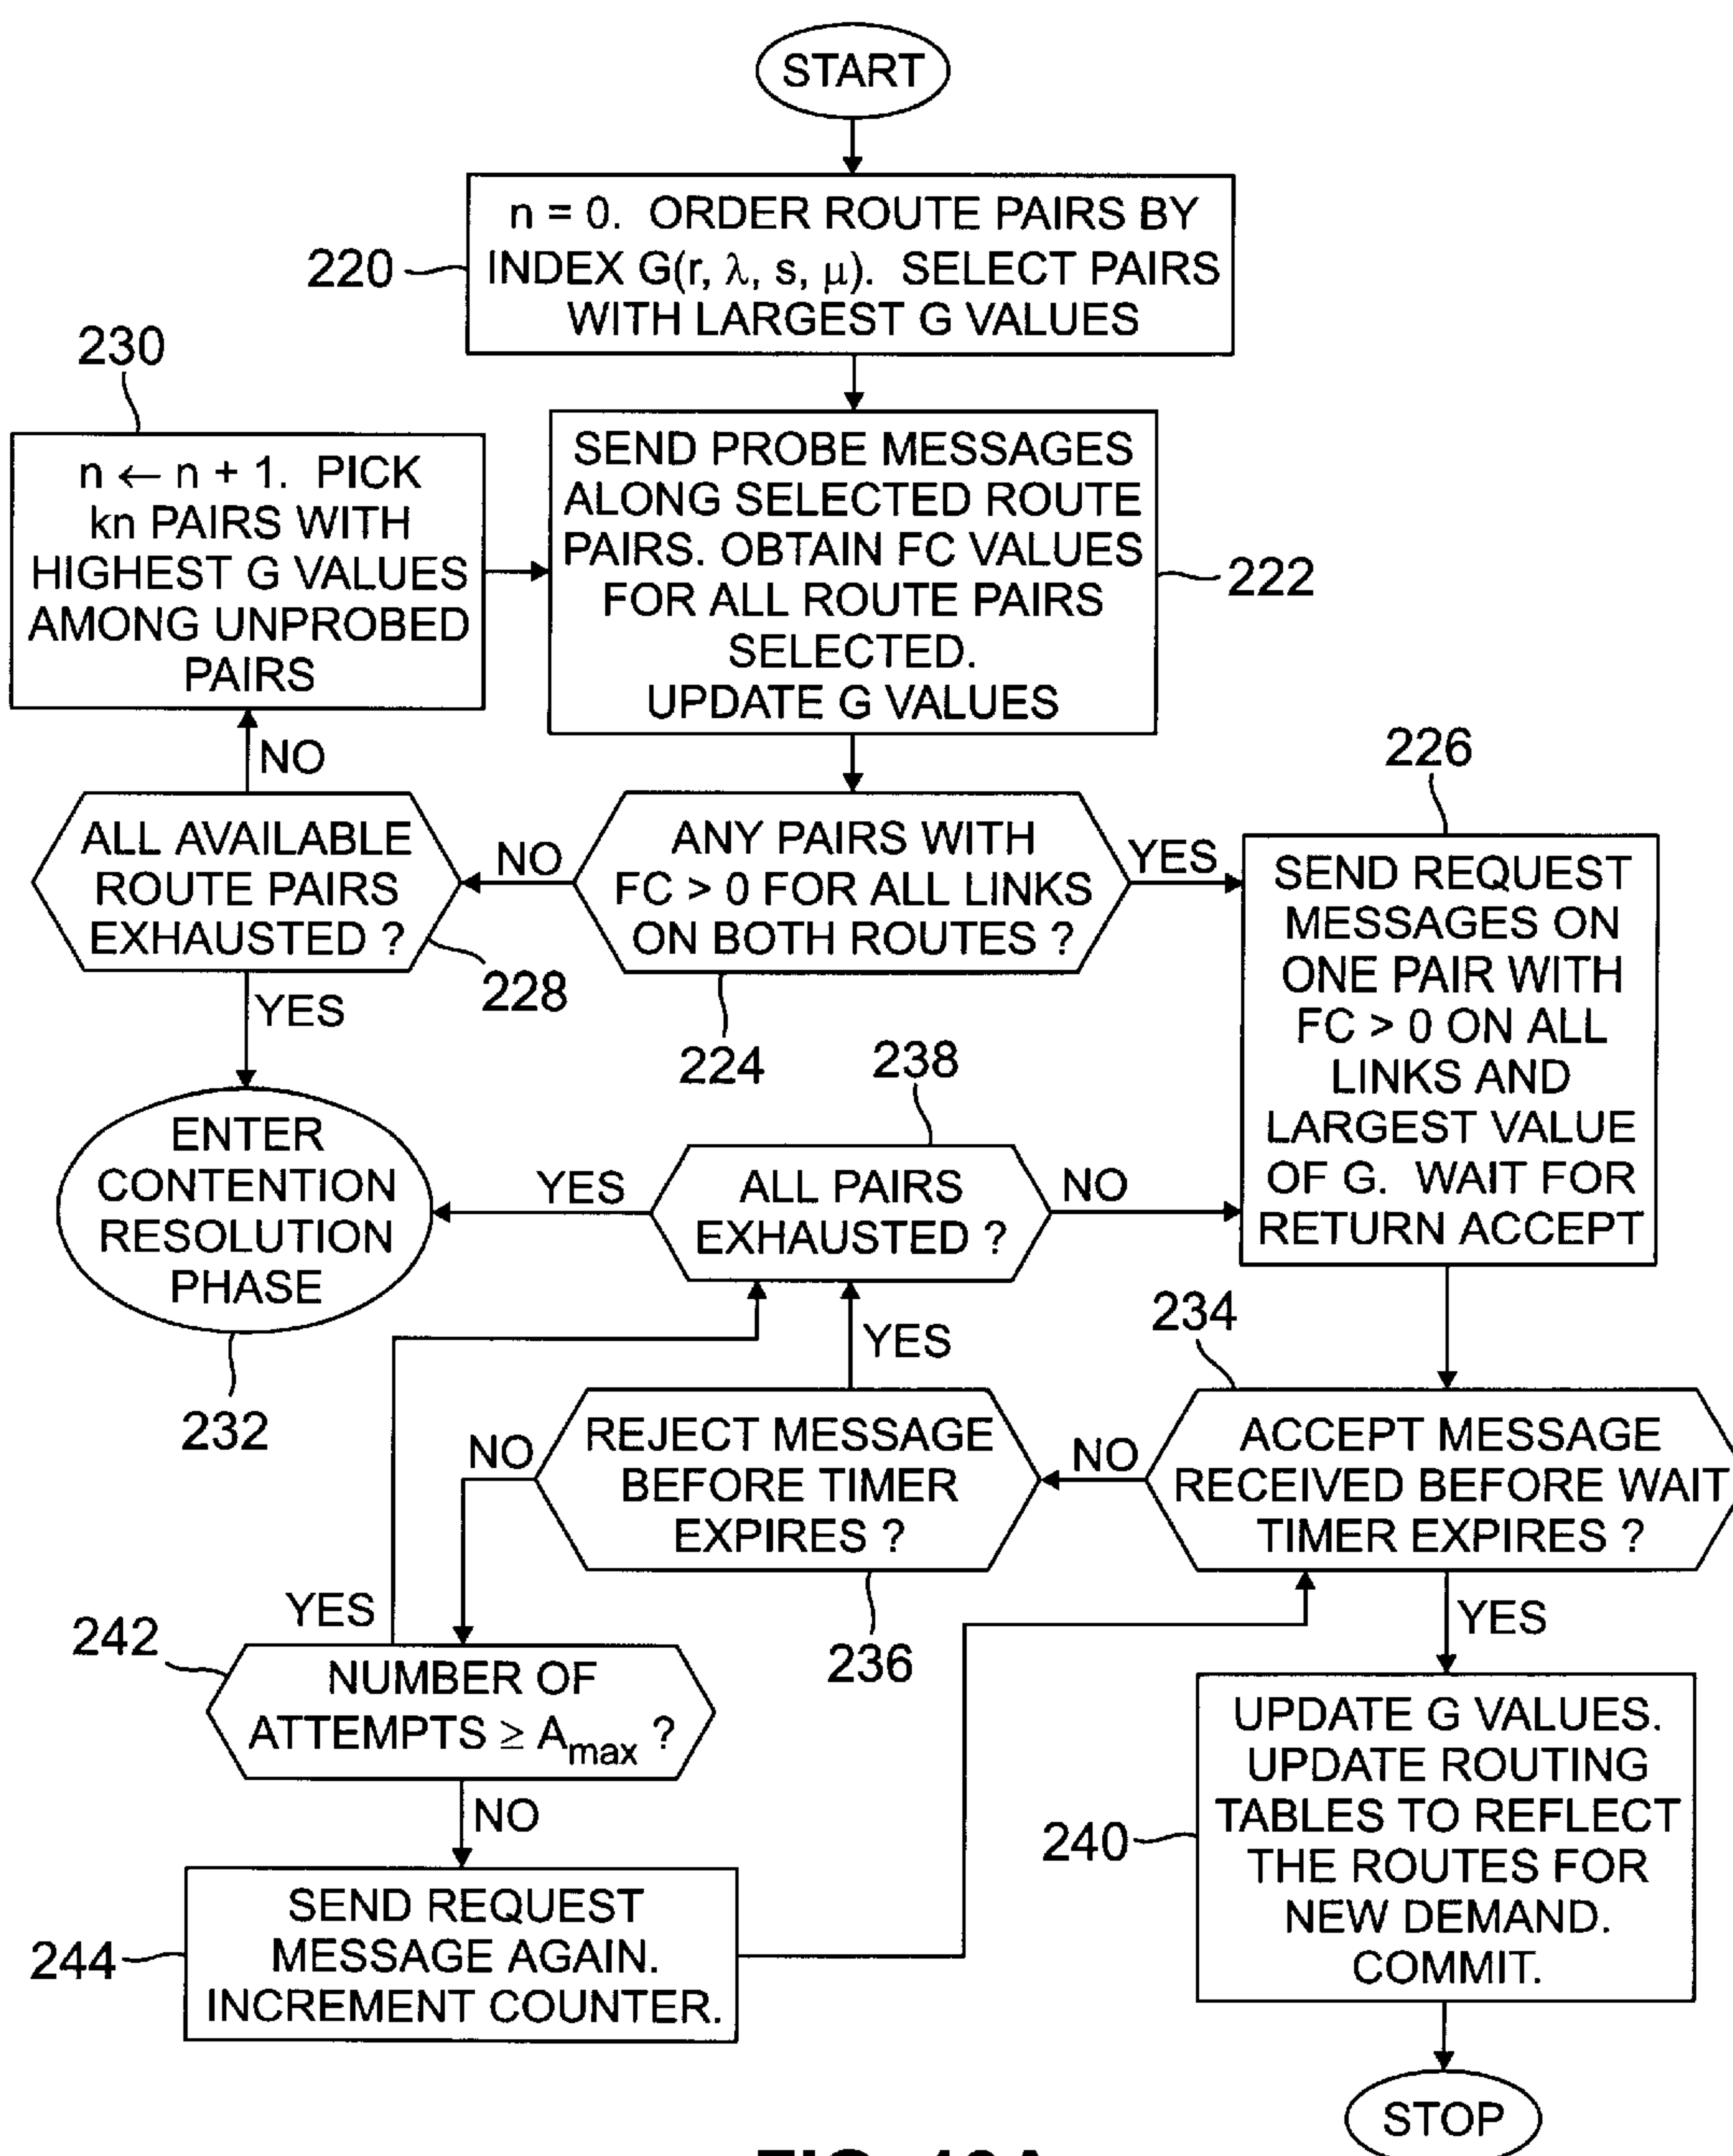 START
n = 0. ORDER ROUTE PAIRS BY
INDEX G(r, λ, s, μ). SELECT PAIRS
WITH LARGEST G VALUES
220
230
n ← n + 1. PICK
kn PAIRS WITH
HIGHEST G VALUES
AMONG UNPROBED
PAIRS
SEND PROBE MESSAGES
ALONG SELECTED ROUTE
PAIRS. OBTAIN FC VALUES
FOR ALL ROUTE PAIRS
SELECTED.
UPDATE G VALUES
222
NO
226
ALL AVAILABLE
ROUTE PAIRS
EXHAUSTED ?
228
NO
ANY PAIRS WITH
FC > 0 FOR ALL LINKS
ON BOTH ROUTES ?
224
YES
SEND REQUEST
MESSAGES ON
ONE PAIR WITH
FC > 0 ON ALL
LINKS AND
LARGEST VALUE
OF G. WAIT FOR
RETURN ACCEPT
YES
238
ENTER
CONTENTION
RESOLUTION
PHASE
232
YES
ALL PAIRS
EXHAUSTED ?
NO
234
YES
NO
REJECT MESSAGE
BEFORE TIMER
EXPIRES ?
236
NO
ACCEPT MESSAGE
RECEIVED BEFORE WAIT
TIMER EXPIRES ?
YES
YES
242
NUMBER OF
ATTEMPTS ≥ Amax ?
NO
UPDATE G VALUES.
UPDATE ROUTING
TABLES TO REFLECT
THE ROUTES FOR
NEW DEMAND.
COMMIT.
240
SEND REQUEST
MESSAGE AGAIN.
INCREMENT COUNTER.
244
STOP